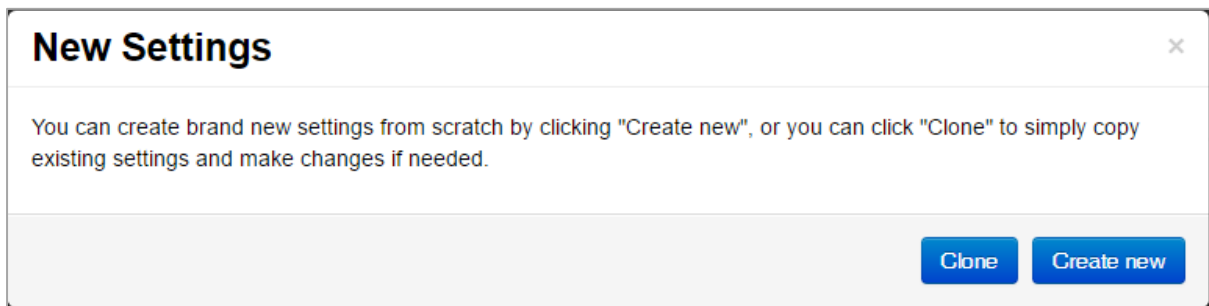 New Settings
×
You can create brand new settings from scratch by clicking "Create new", or you can click "Clone" to simply copy
existing settings and make changes if needed.
Clone Create new